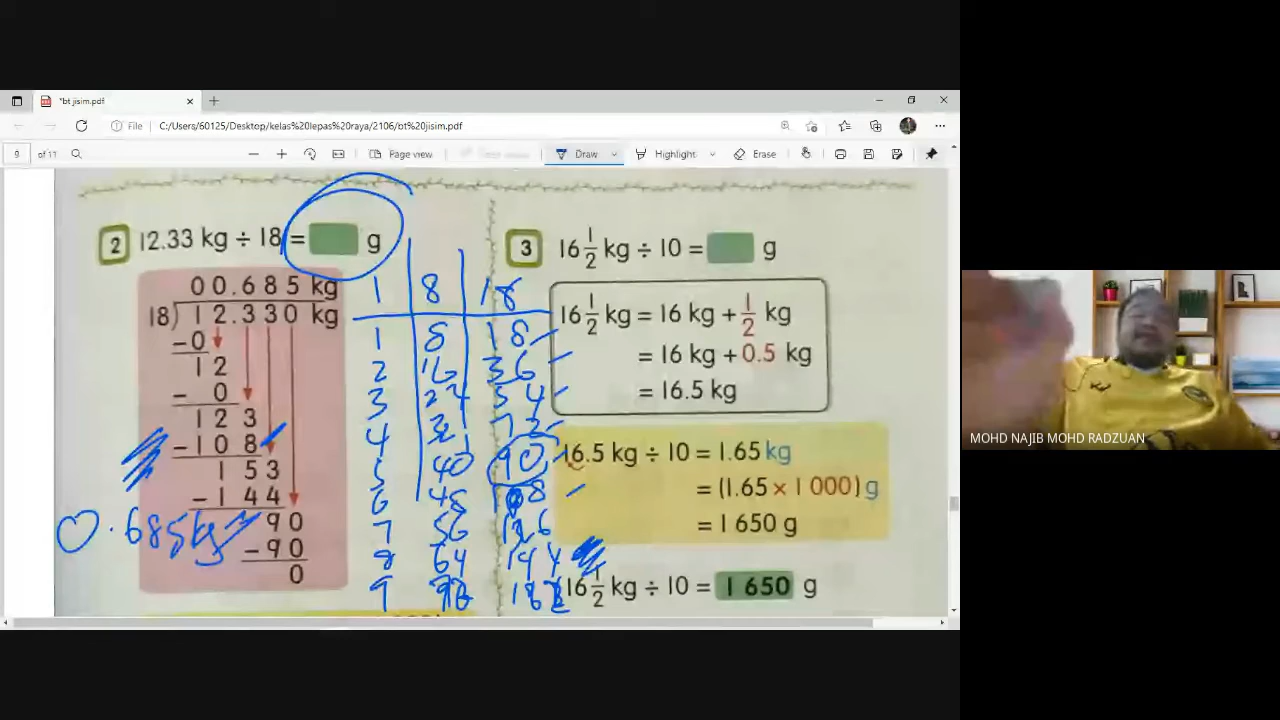 *bt jisim.pdf
File C:/Users/60125/Desktop/kelas%20lepas%20raya/2106/bt%20jisim.pdf
9 of 11 Page view Draw Highlight Erase
2 12.33 kg ÷ 18 = g
00.685 kg
18)12.330 kg
-0
12
- 0
123
-108
153
-144
90
-90
0
0.685kg
1 8 18
1 8 18
2 16 36
3 24 54
4 32 72
5 40 90
6 48 108
7 56 126
8 64 144
9 162
3 16 1/2 kg ÷ 10 = g
16 1/2 kg = 16 kg + 1/2 kg
= 16 kg + 0.5 kg
= 16.5 kg
16.5 kg ÷ 10 = 1.65 kg
= (1.65 × 1 000) g
= 1 650 g
16 1/2 kg ÷ 10 = 1 650 g
MOHD NAJIB MOHD RADZUAN